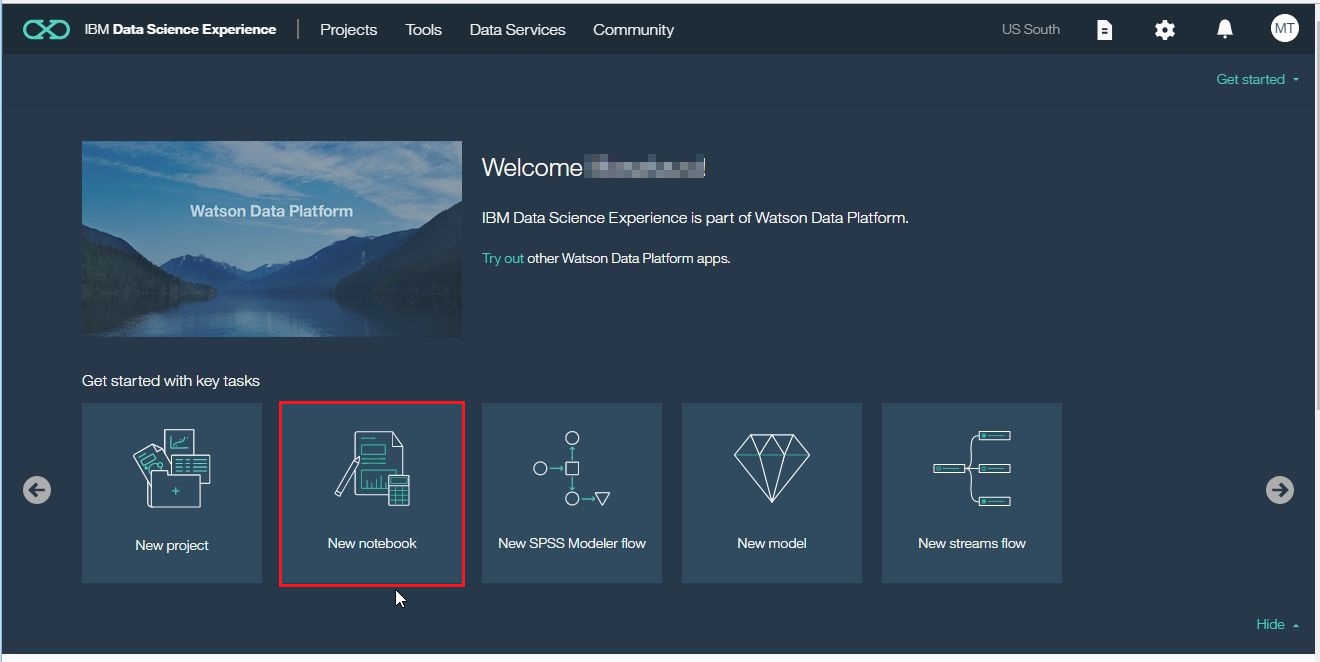 IBM Data Science Experience | Projects Tools Data Services Community US South MT
Get started
Watson Data Platform
Welcome !
IBM Data Science Experience is part of Watson Data Platform.
Try out other Watson Data Platform apps.
Get started with key tasks
New project New notebook New SPSS Modeler flow New model New streams flow
Hide